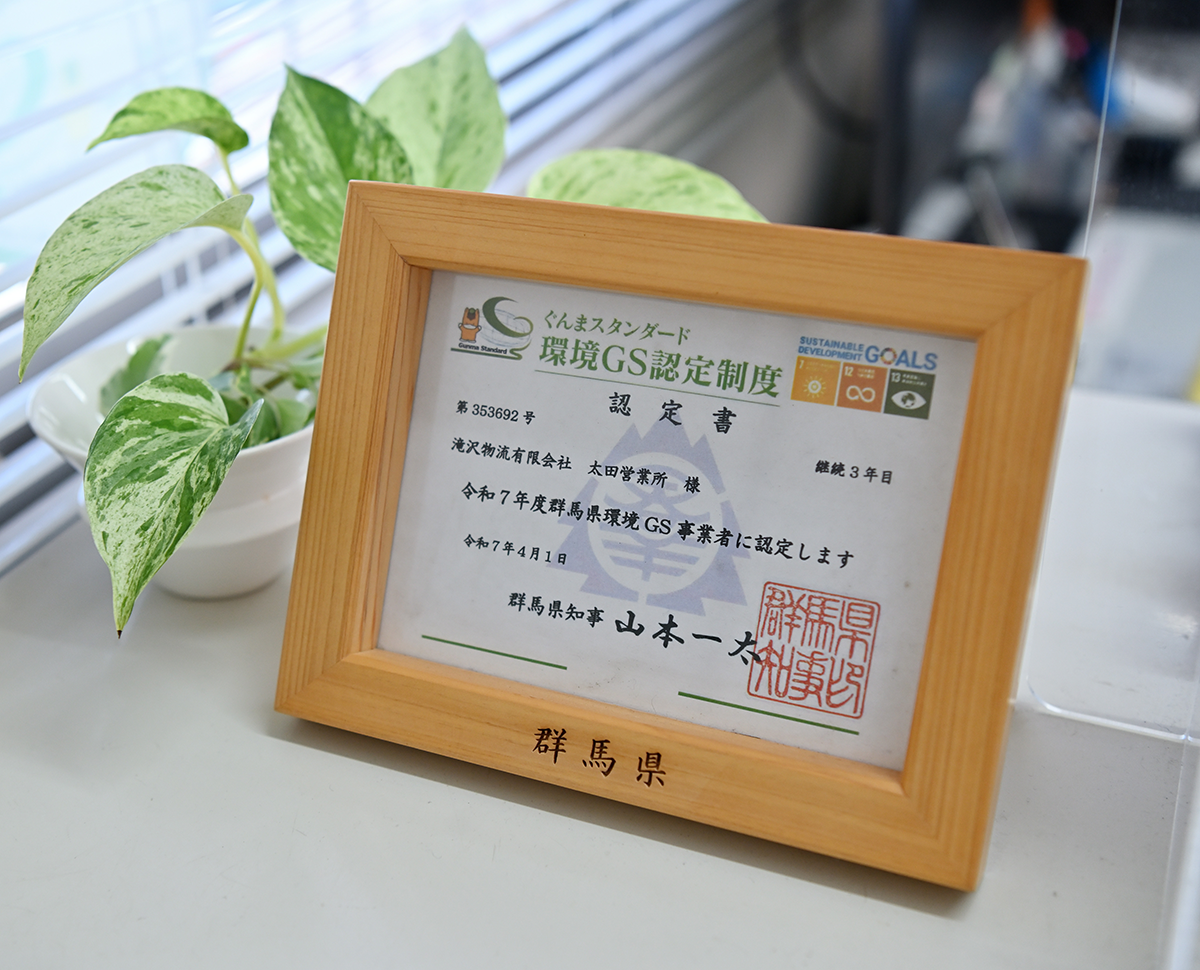 Gunma Standard
ぐんまスタンダード
環境GS認定制度
SUSTAINABLE
DEVELOPMENT GOALS
7
12
13
認定書
第353692号
滝沢物流有限会社 太田営業所 様
継続3年目
令和7年度群馬県環境GS事業者に認定します
令和7年4月1日
群馬県知事 山本一太
群馬県
知事印
群馬県